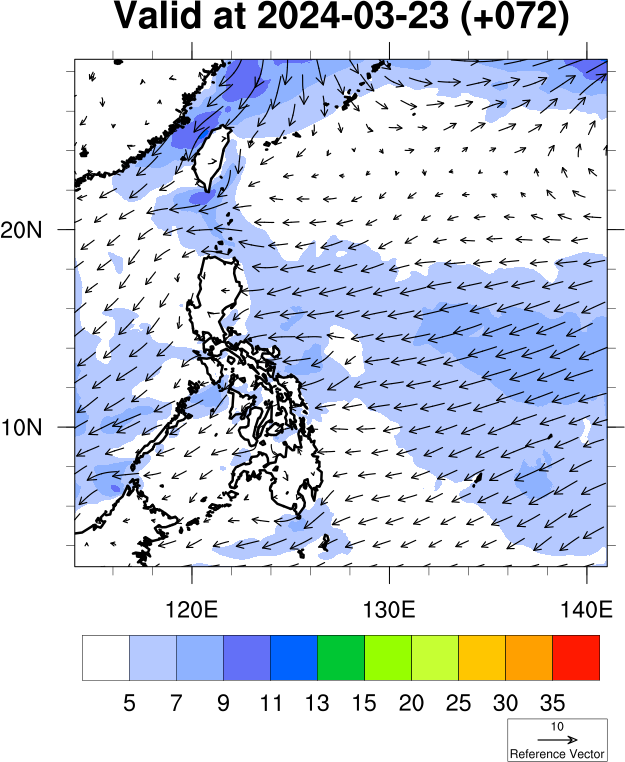 Valid at 2024-03-23 (+072)
20N
10N
120E 130E 140E
5 7 9 11 13 15 20 25 30 35
10
Reference Vector